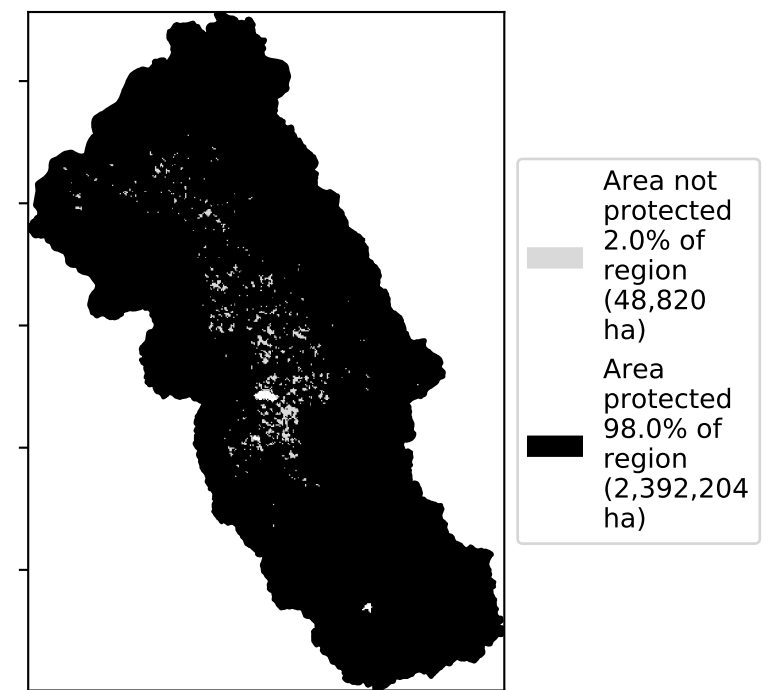 Area not
protected
2.0% of
region
(48,820
ha)
Area
protected
98.0% of
region
(2,392,204
ha)